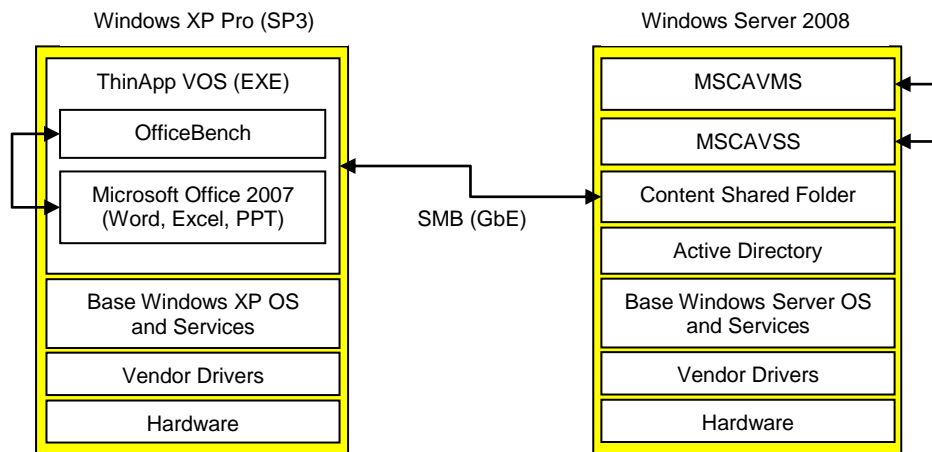 Windows XP Pro (SP3)
ThinApp VOS (EXE)
OfficeBench
Microsoft Office 2007
(Word, Excel, PPT)
Base Windows XP OS
and Services
Vendor Drivers
Hardware
SMB (GbE)
Windows Server 2008
MSCAVMS
MSCAVSS
Content Shared Folder
Active Directory
Base Windows Server OS
and Services
Vendor Drivers
Hardware